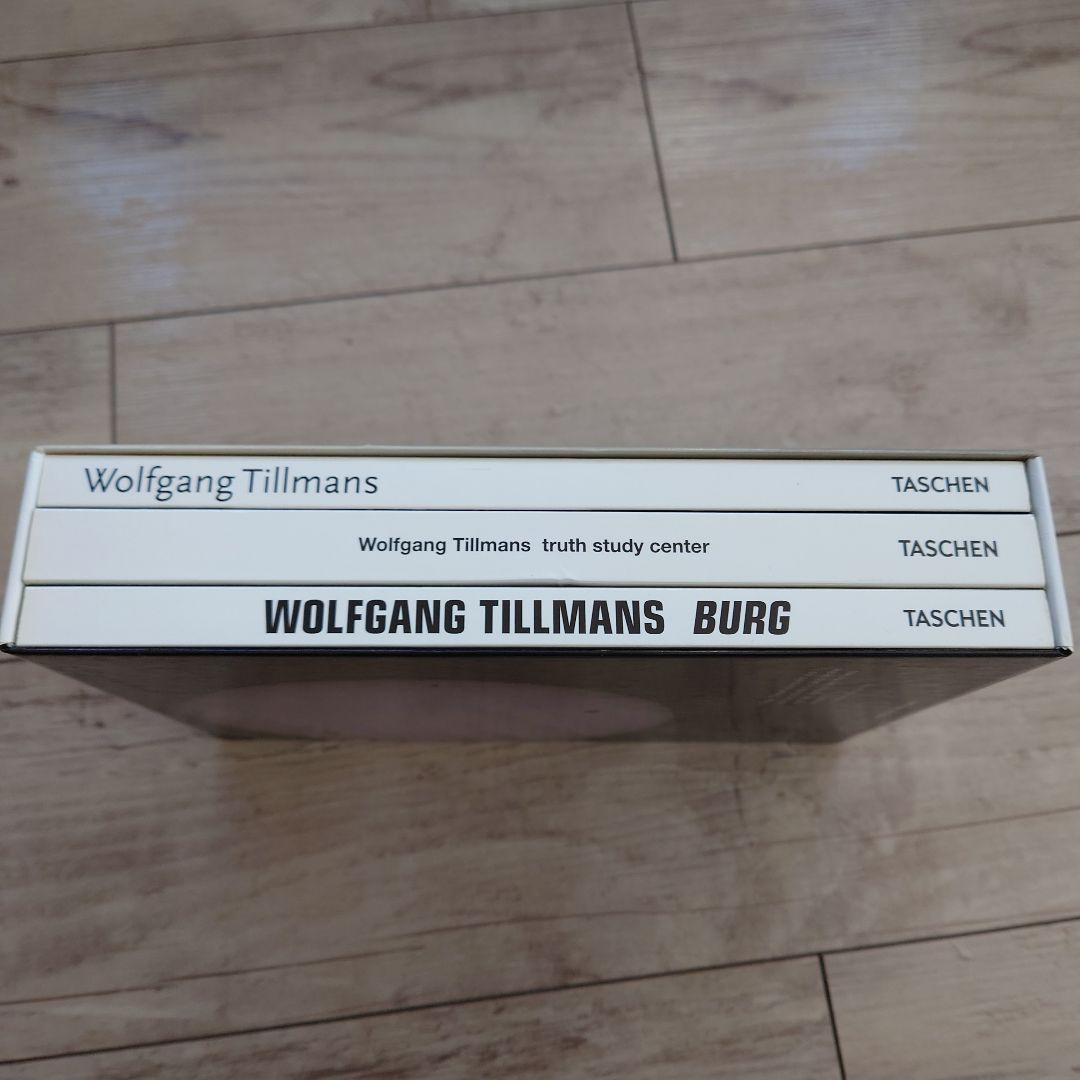 Wolfgang Tillmans TASCHEN
Wolfgang Tillmans truth study center TASCHEN
WOLFGANG TILLMANS BURG TASCHEN